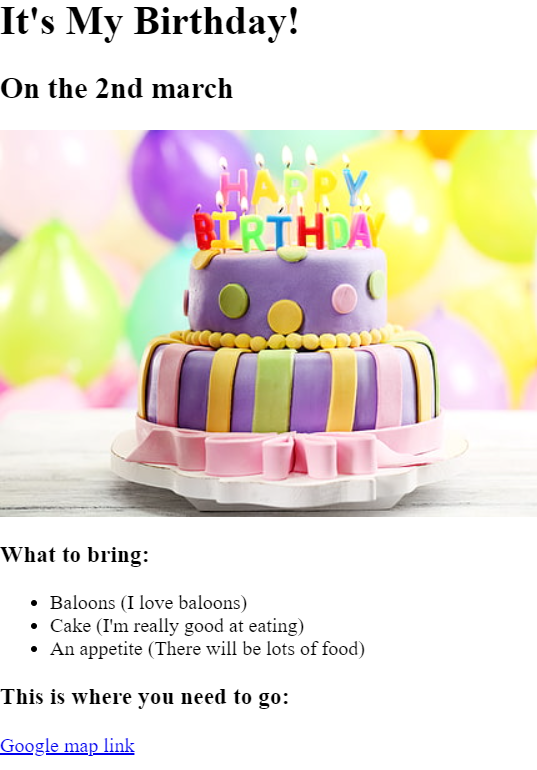 It's My Birthday!
On the 2nd march
HAPPY
BIRTHDAY
What to bring:
Baloons (I love baloons)
Cake (I'm really good at eating)
An appetite (There will be lots of food)
This is where you need to go:
Google map link